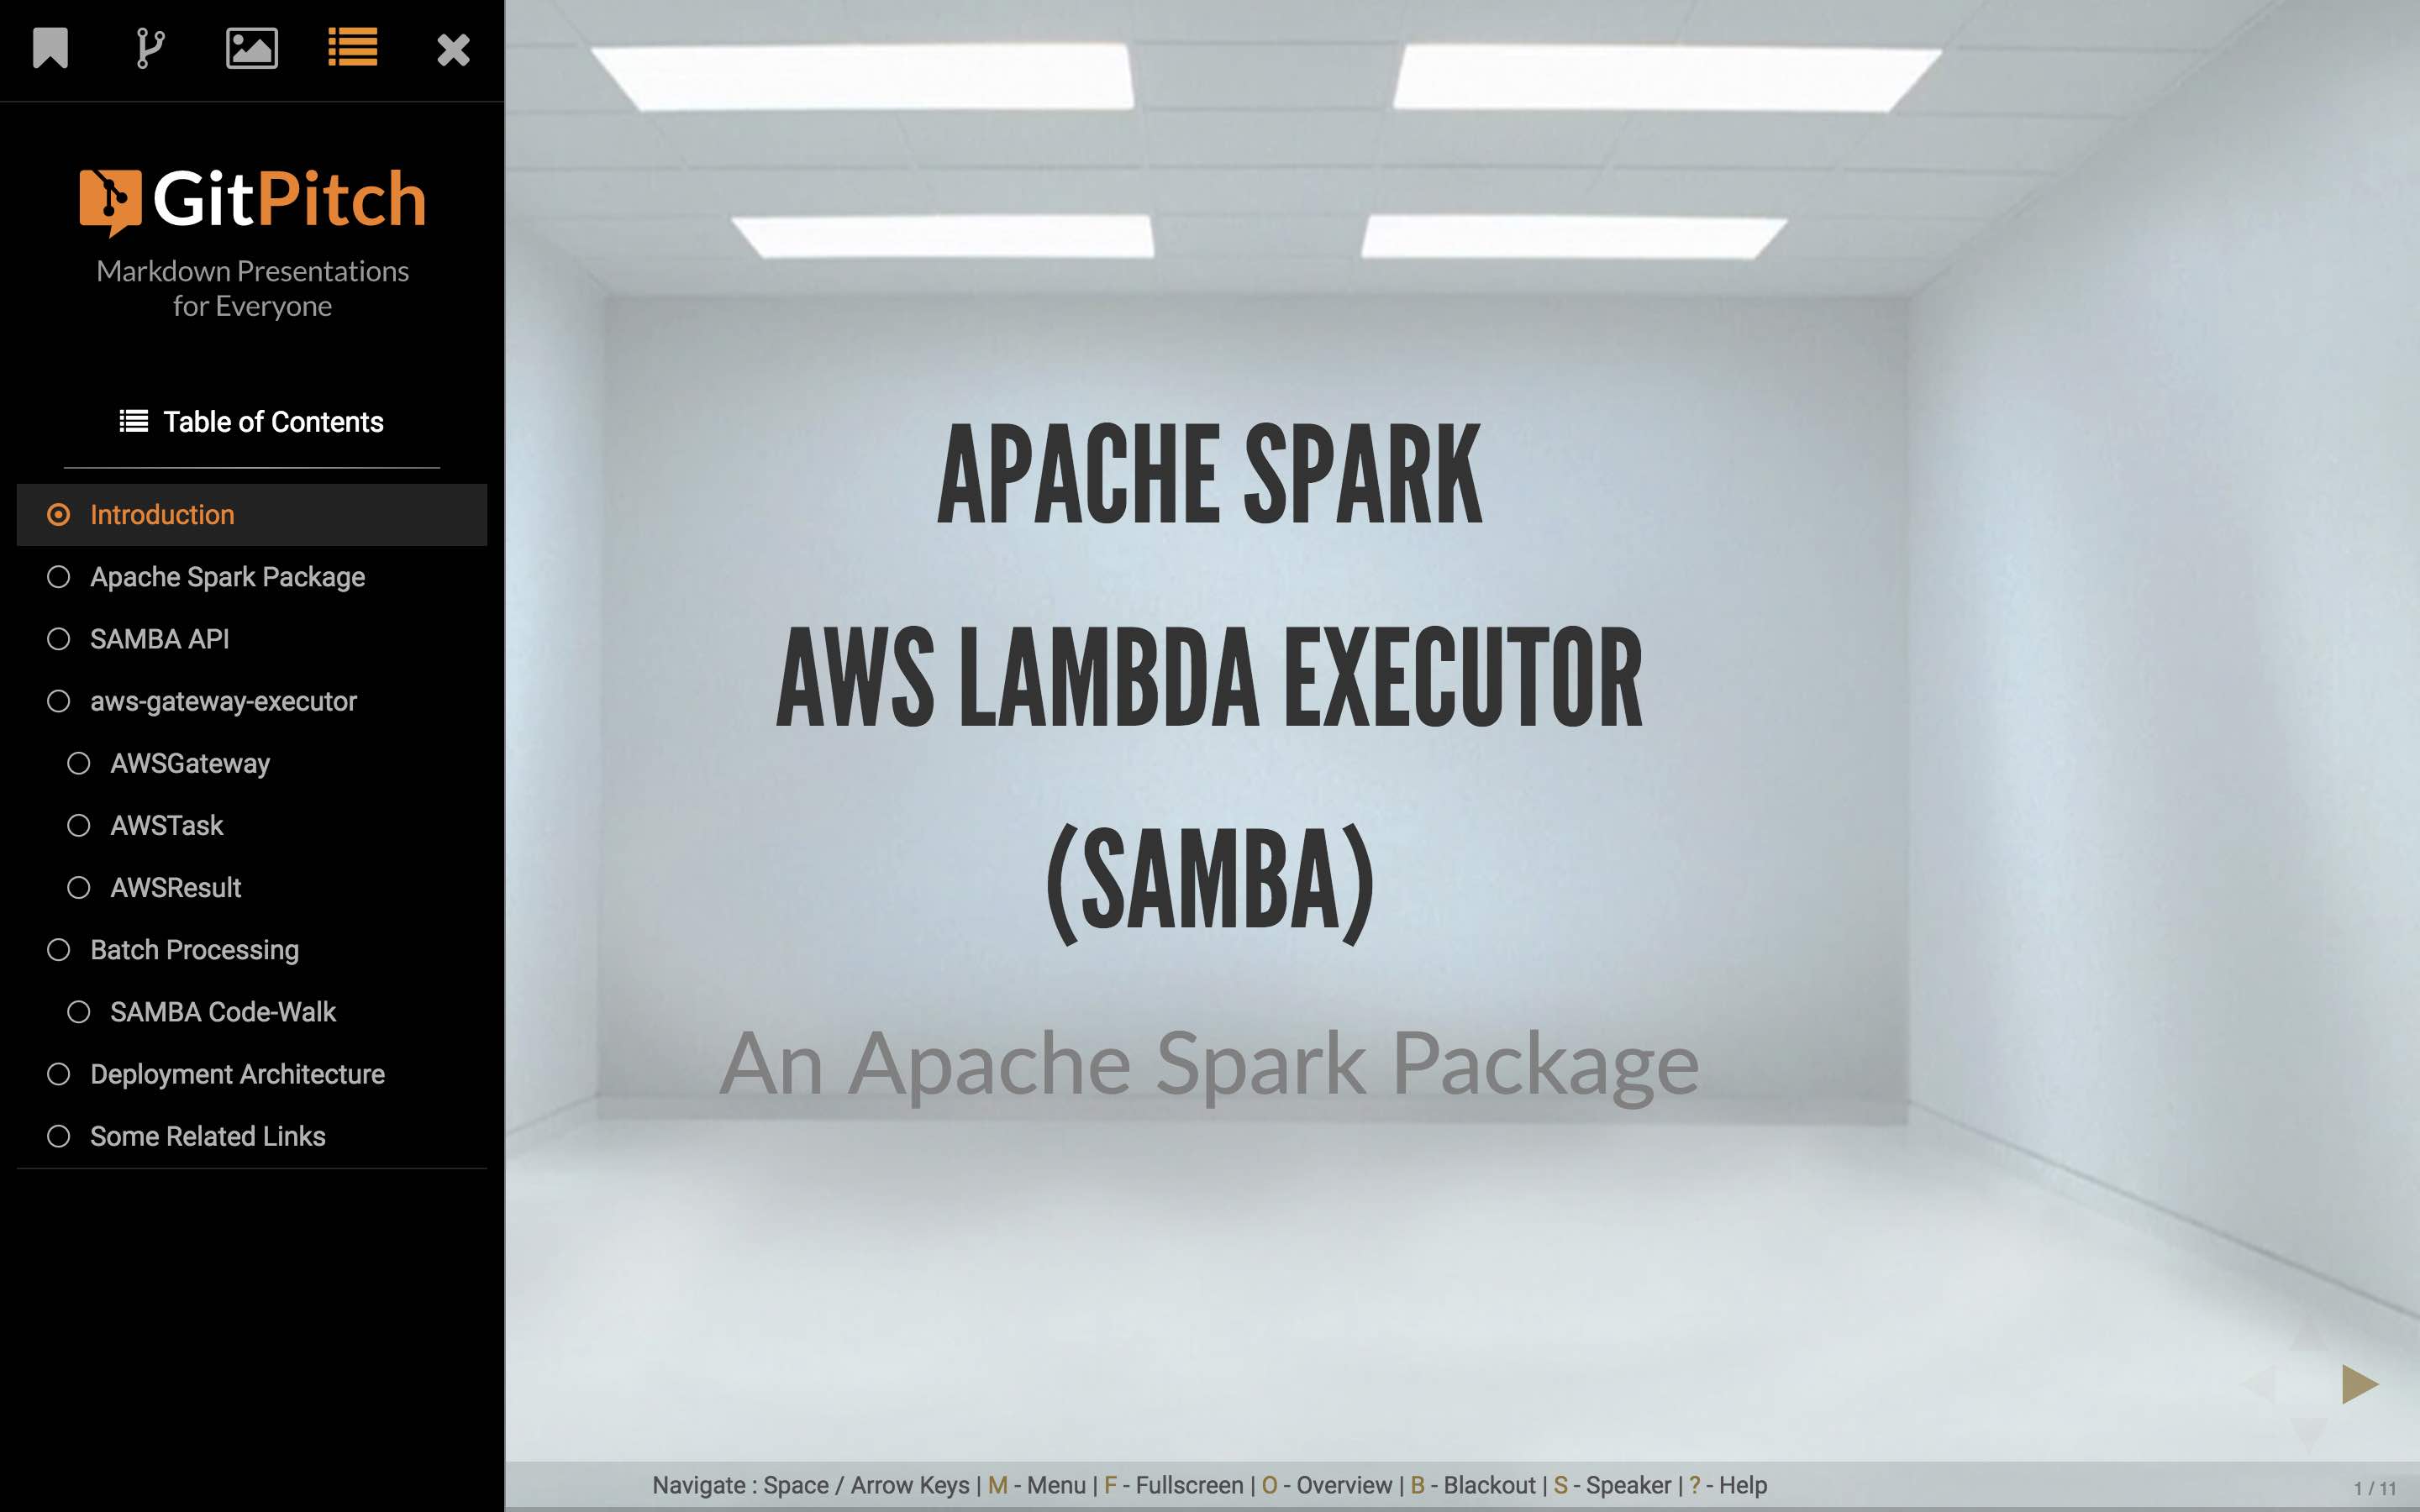 GitPitch
Markdown Presentations
for Everyone
Table of Contents
Introduction
Apache Spark Package
SAMBA API
aws-gateway-executor
AWSGateway
AWSTask
AWSResult
Batch Processing
SAMBA Code-Walk
Deployment Architecture
Some Related Links
APACHE SPARK
AWS LAMBDA EXECUTOR
(SAMBA)
An Apache Spark Package
Navigate : Space / Arrow Keys | M - Menu | F - Fullscreen | O - Overview | B - Blackout | S - Speaker | ? - Help
1 / 11